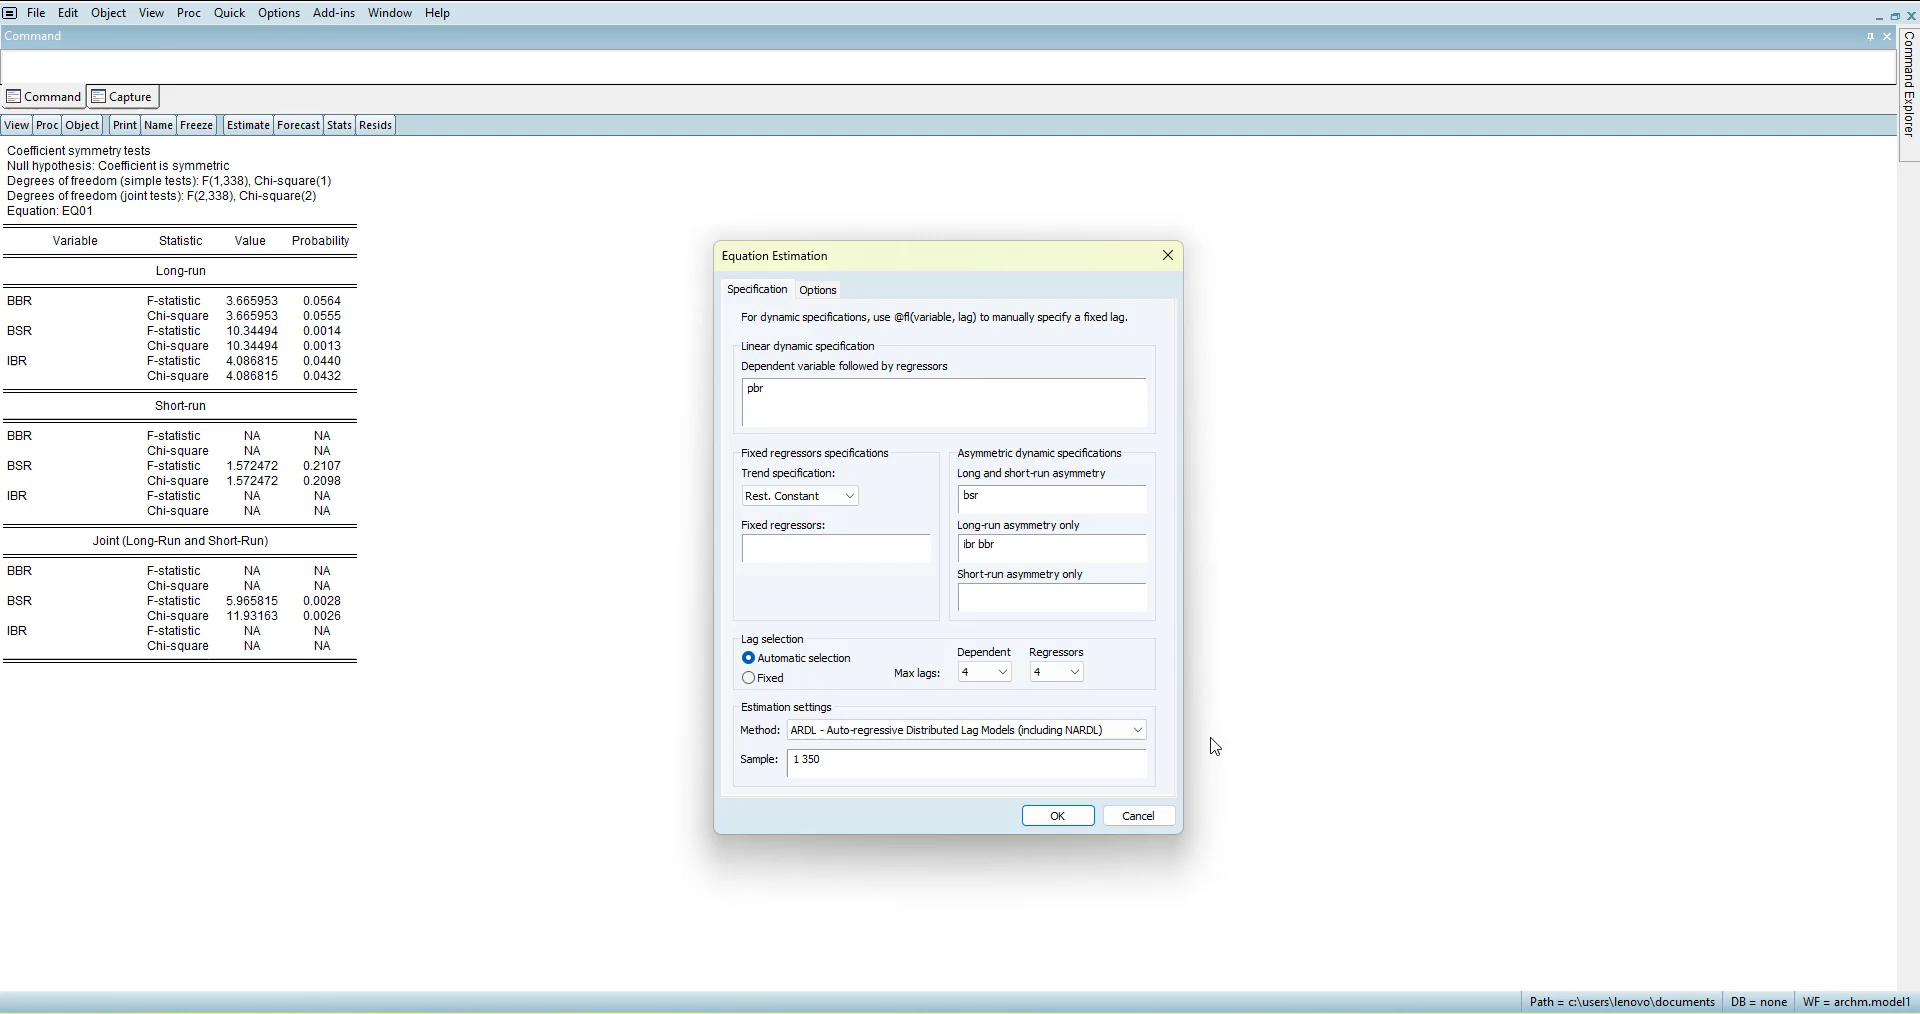 File Edit Object View Proc Quick Options Add-ins Window Help
Command
Command Capture
View Proc Object Print Name Freeze Estimate Forecast Stats Resids
Command Explorer
Coefficient symmetry tests
Null hypothesis: Coefficient is symmetric
Degrees of freedom (simple tests): F(1,338), Chi-square(1)
Degrees of freedom (joint tests): F(2,338), Chi-square(2)
Equation: EQ01
Variable Statistic Value Probability
Long-run
BBR F-statistic 3.665953 0.0564
Chi-square 3.665953 0.0555
BSR F-statistic 10.34494 0.0014
Chi-square 10.34494 0.0013
IBR F-statistic 4.086815 0.0440
Chi-square 4.086815 0.0432
Short-run
BBR F-statistic NA NA
Chi-square NA NA
BSR F-statistic 1.572472 0.2107
Chi-square 1.572472 0.2098
IBR F-statistic NA NA
Chi-square NA NA
Joint (Long-Run and Short-Run)
BBR F-statistic NA NA
Chi-square NA NA
BSR F-statistic 5.965815 0.0028
Chi-square 11.93163 0.0026
IBR F-statistic NA NA
Chi-square NA NA
Equation Estimation
Specification Options
For dynamic specifications, use @fl(variable, lag) to manually specify a fixed lag.
Linear dynamic specification
Dependent variable followed by regressors
pbr
Fixed regressors specifications
Trend specification:
Rest. Constant
Fixed regressors:
Asymmetric dynamic specifications
Long and short-run asymmetry
bsr
Long-run asymmetry only
ibr bbr
Short-run asymmetry only
Lag selection
Automatic selection
Fixed
Dependent Regressors
Max lags: 4 4
Estimation settings
Method: ARDL - Auto-regressive Distributed Lag Models (including NARDL)
Sample: 1 350
OK Cancel
Path = c:\users\lenovo\documents DB = none WF = archm.model1